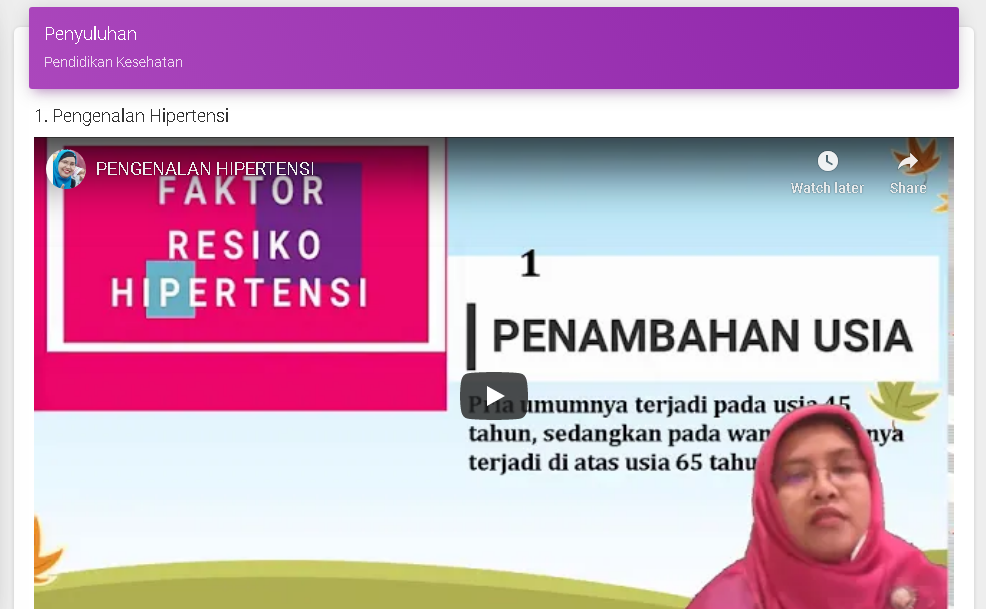 Penyuluhan
Pendidikan Kesehatan
1. Pengenalan Hipertensi
PENGENALAN HIPERTENSI
Watch later
Share
FAKTOR
RESIKO
HIPERTENSI
1
PENAMBAHAN USIA
Pria umumnya terjadi pada usia 45
tahun, sedangkan pada
terjadi di atas usia 65